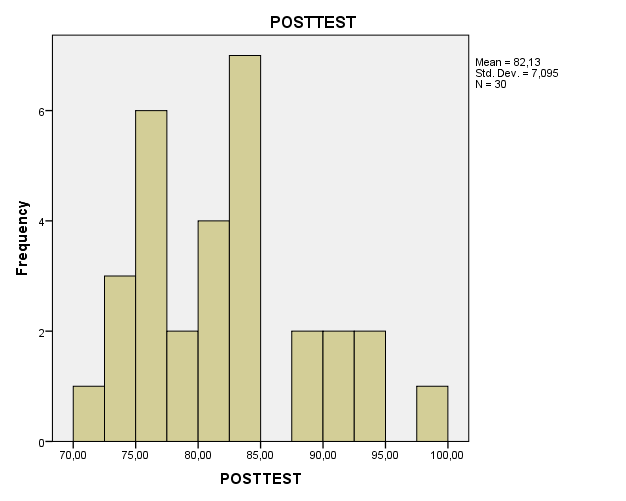 POSTTEST
Mean = 82,13
Std. Dev. = 7,095
N = 30
Frequency
6
4
2
0
70,00 75,00 80,00 85,00 90,00 95,00 100,00
POSTTEST